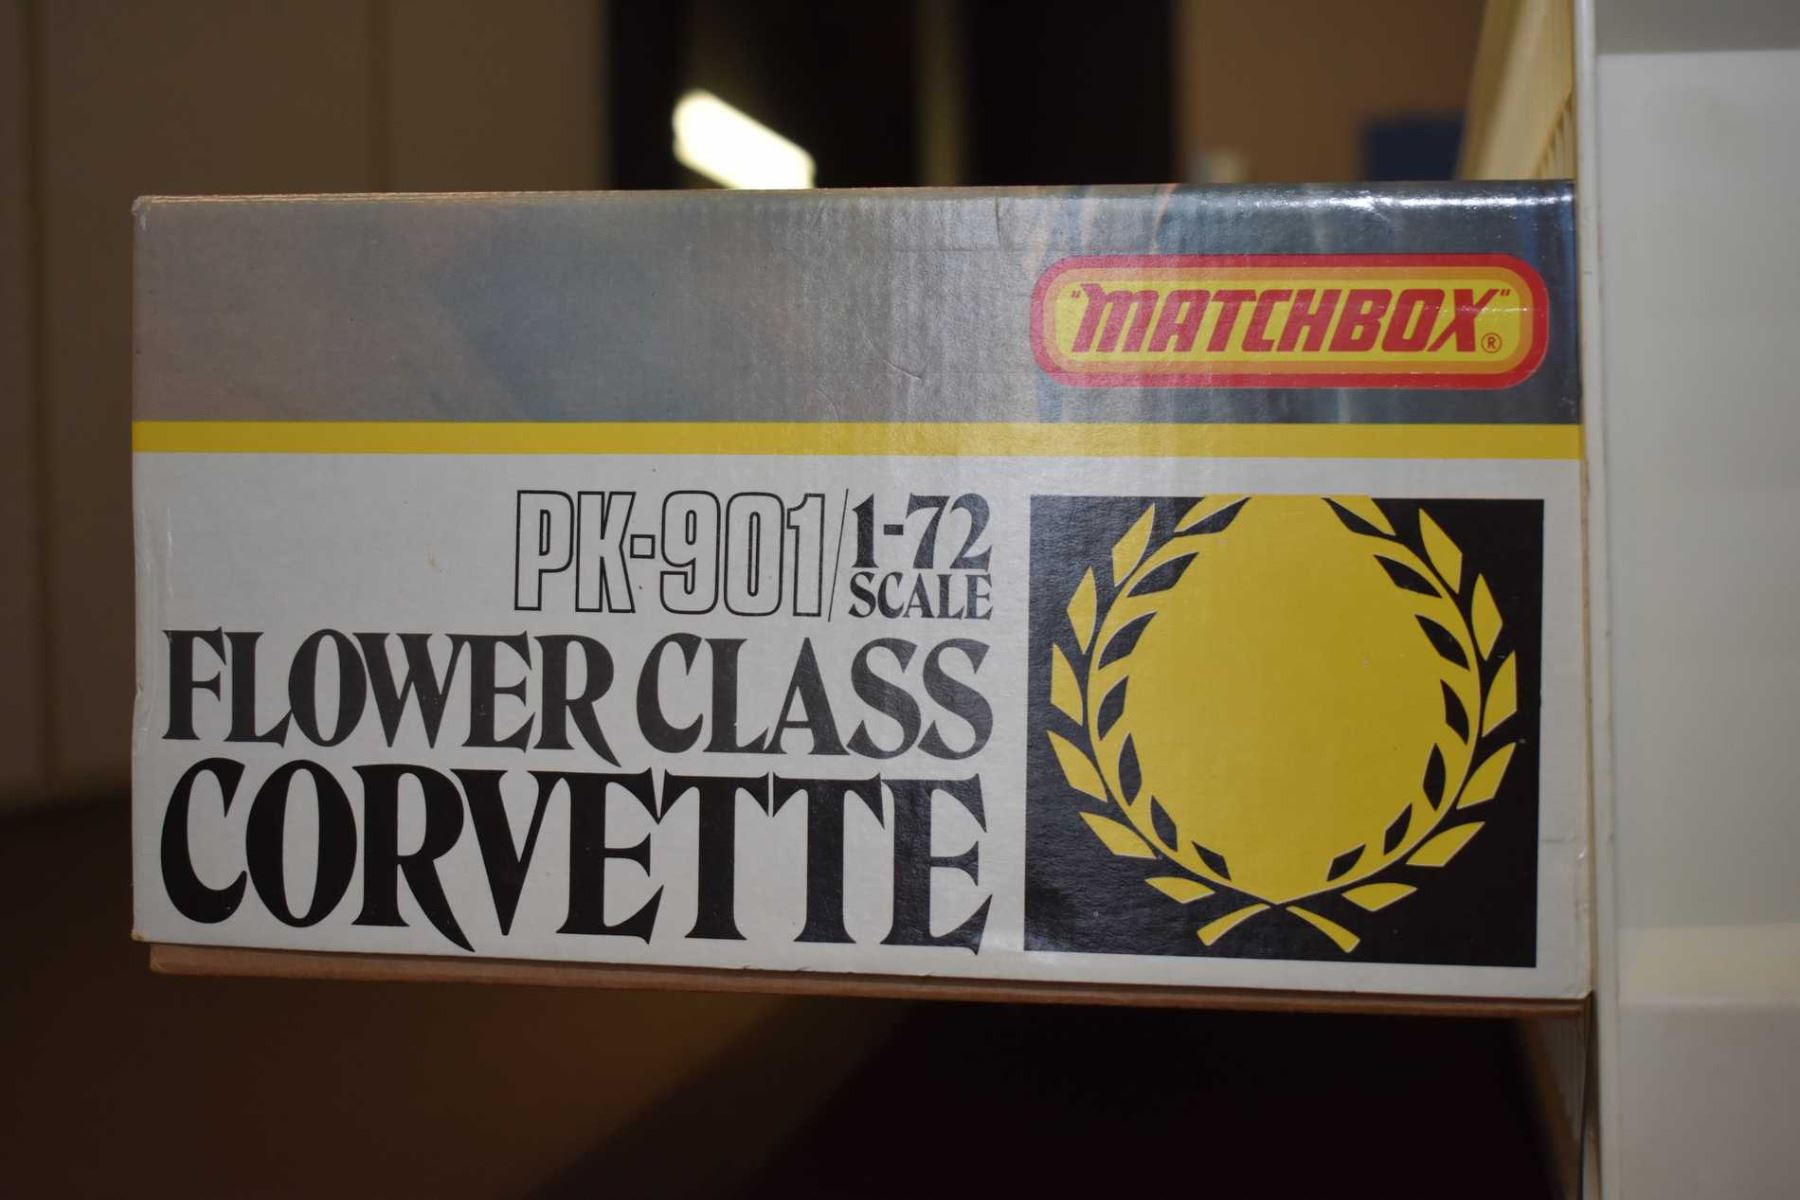 "MATCHBOX"®
PK-901/1-72
SCALE
FLOWER CLASS
CORVETTE